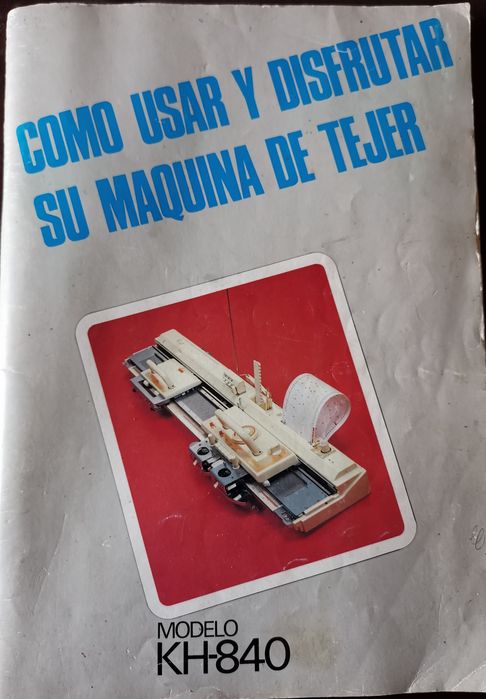 COMO USAR Y DISFRUTAR
SU MAQUINA DE TEJER
MODELO
KH-840